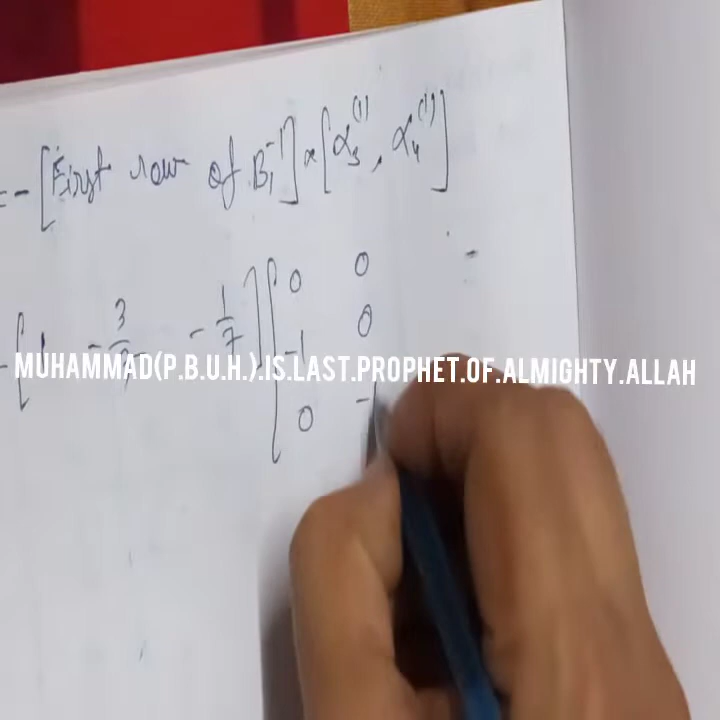 = - [First row of B₁⁻¹] × [α₃⁽¹⁾, α₄⁽¹⁾]
- [1 -3/7 -1/7] [0 0
-1 0
MUHAMMAD(P.B.U.H.).IS.LAST.PROPHET.OF.ALMIGHTY.ALLAH
0 -